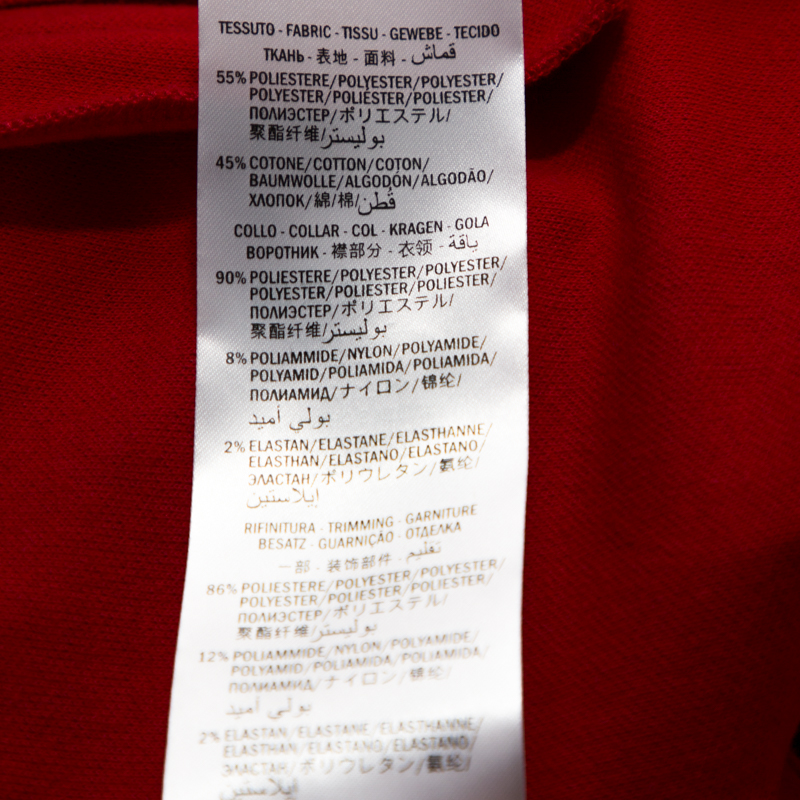 TESSUTO - FABRIC - TISSU - GEWEBE - TECIDO
ТКАНЬ - 表地 - 面料 - قماش
55% POLIESTERE/POLYESTER/POLYESTER/
POLYESTER/POLIÉSTER/POLIESTER/
ПОЛИЭСТЕР/ポリエステル/
聚酯纤维/بوليستر
45% COTONE/COTTON/COTON/
BAUMWOLLE/ALGODÓN/ALGODÃO/
ХЛОПОК/綿/棉/قُطن
COLLO - COLLAR - COL - KRAGEN - GOLA
ВОРОТНИК - 襟部分 - 衣领 - ياقة
90% POLIESTERE/POLYESTER/POLYESTER/
POLYESTER/POLIESTER/POLIESTER/
ПОЛИЭСТЕР/ポリエステル/
聚酯纤维/بوليستر
8% POLIAMMIDE/NYLON/POLYAMIDE/
POLYAMID/POLIAMIDA/POLIAMIDA/
ПОЛИАМИД/ナイロン/锦纶/
بولي أميد
2% ELASTAN/ELASTANE/ELASTHANNE/
ELASTHAN/ELASTANO/ELASTANO/
ЭЛАСТАН/ポリウレタン/氨纶/
إيلاستين
RIFINITURA - TRIMMING - GARNITURE
BESATZ - GUARNIÇÃO - ОТДЕЛКА
一部 - 装饰部件 - تقليم
86% POLIESTERE/POLYESTER/POLYESTER/
POLYESTER/POLIESTER/POLIESTER/
ПОЛИЭСТЕР/ポリエステル/
聚酯纤维/بوليستر
12% POLIAMMIDE/NYLON/POLYAMIDE/
POLYAMID/POLIAMIDA/POLIAMIDA/
ПОЛИАМИД/ナイロン/锦纶/
بولي أميد
2% ELASTAN/ELASTANE/ELASTHANNE/
ELASTHAN/ELASTANO/ELASTANO/
ЭЛАСТАН/ポリウレタン/氨纶/
إيلاستين